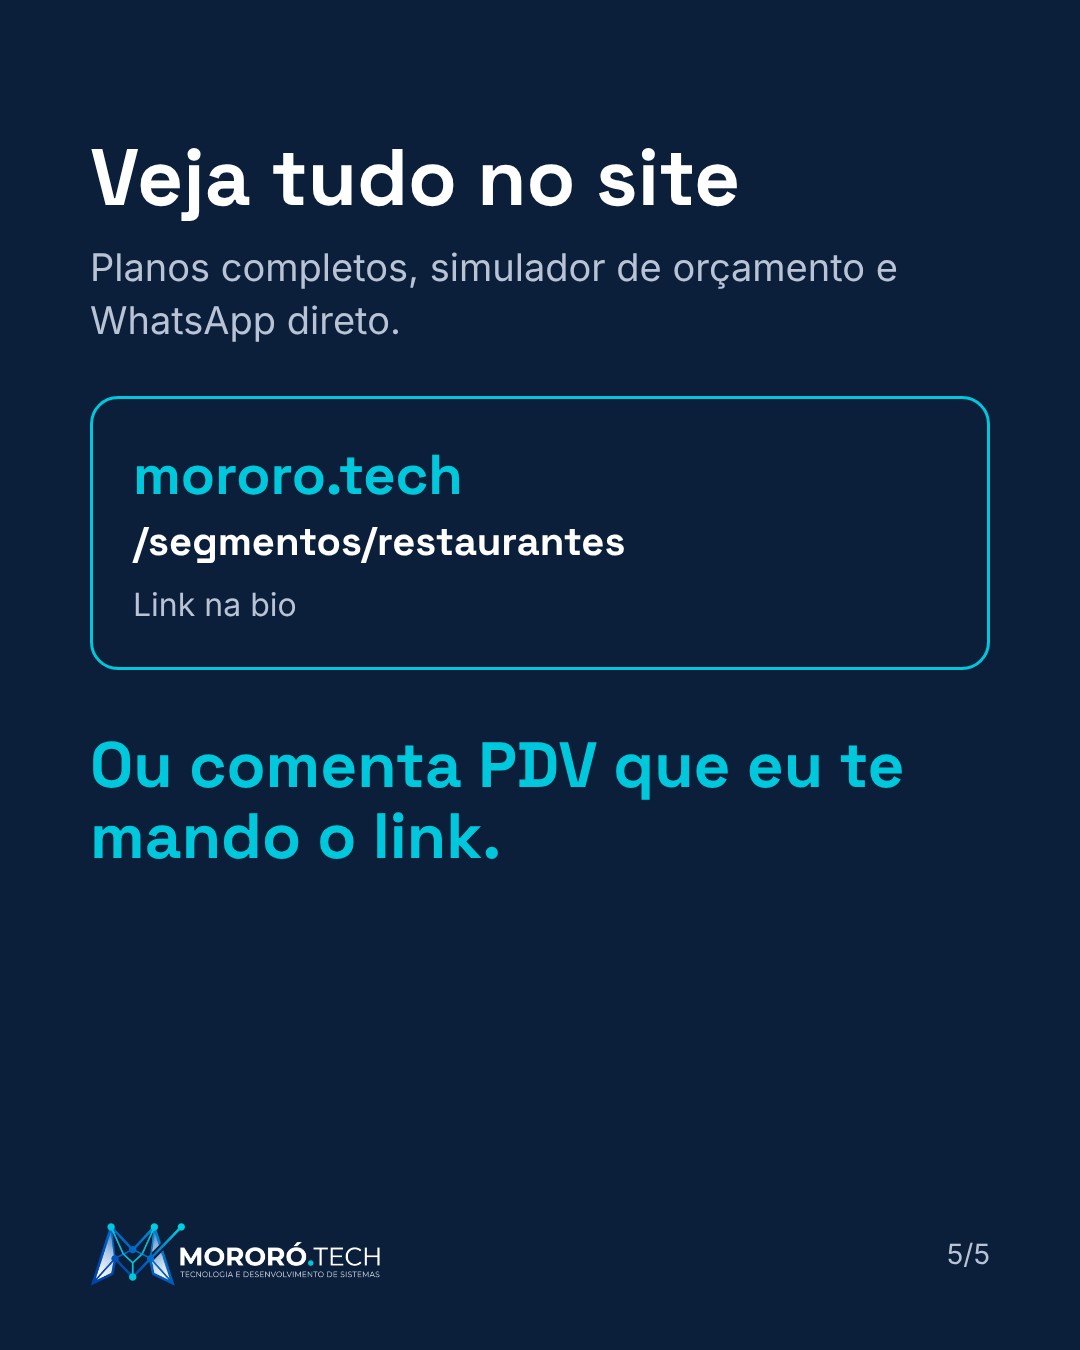 Veja tudo no site
Planos completos, simulador de orçamento e
WhatsApp direto.
mororo.tech
/segmentos/restaurantes
Link na bio
Ou comenta PDV que eu te
mando o link.
MORORÓ.TECH
TECNOLOGIA E DESENVOLVIMENTO DE SISTEMAS
5/5